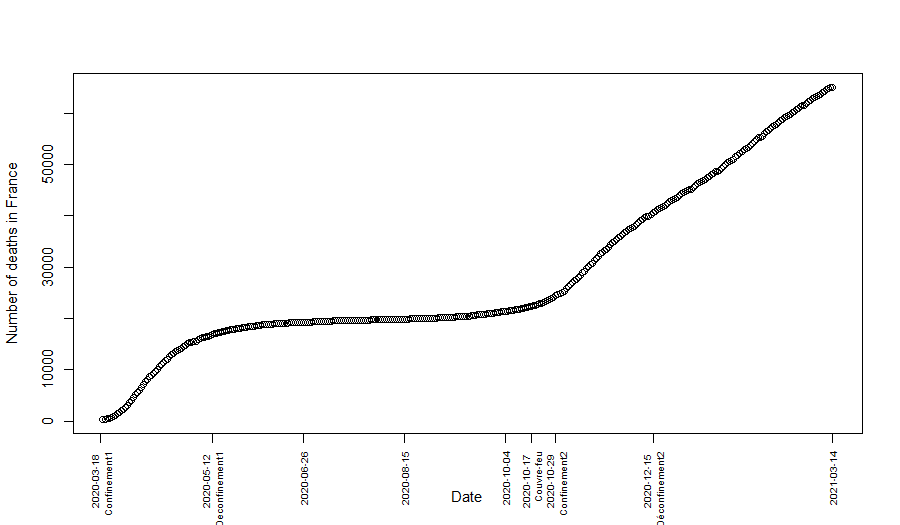 Number of deaths in France
50000
30000
10000
0
2020-03-18
Confinement1
2020-05-12
Deconfinement1
2020-06-26
2020-08-15
2020-10-04
2020-10-17
Couvre-feu
2020-10-29
Confinement2
2020-12-15
Déconfinement2
2021-03-14
Date